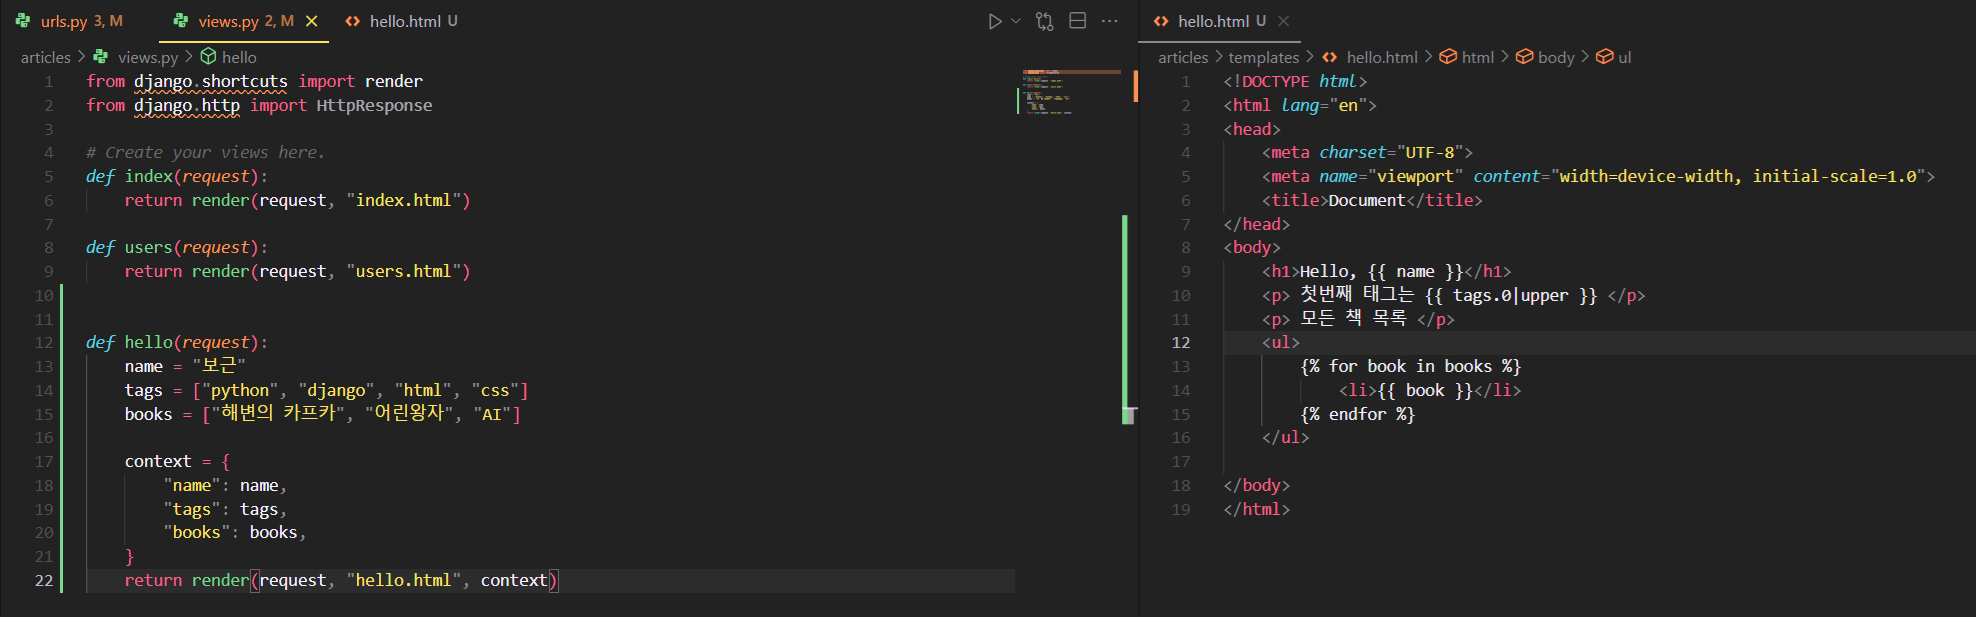 urls.py 3, M views.py 2, M hello.html U
articles > views.py > hello
1 from django.shortcuts import render
2 from django.http import HttpResponse
3
4 # Create your views here.
5 def index(request):
6     return render(request, "index.html")
7
8 def users(request):
9     return render(request, "users.html")
10
11
12 def hello(request):
13     name = "보근"
14     tags = ["python", "django", "html", "css"]
15     books = ["해변의 카프카", "어린왕자", "AI"]
16
17     context = {
18         "name": name,
19         "tags": tags,
20         "books": books,
21     }
22     return render(request, "hello.html", context)
hello.html U
articles > templates > hello.html > html > body > ul
1 <!DOCTYPE html>
2 <html lang="en">
3 <head>
4     <meta charset="UTF-8">
5     <meta name="viewport" content="width=device-width, initial-scale=1.0">
6     <title>Document</title>
7 </head>
8 <body>
9     <h1>Hello, {{ name }}</h1>
10     <p> 첫번째 태그는 {{ tags.0|upper }} </p>
11     <p> 모든 책 목록 </p>
12     <ul>
13         {% for book in books %}
14             <li>{{ book }}</li>
15         {% endfor %}
16     </ul>
17
18 </body>
19 </html>